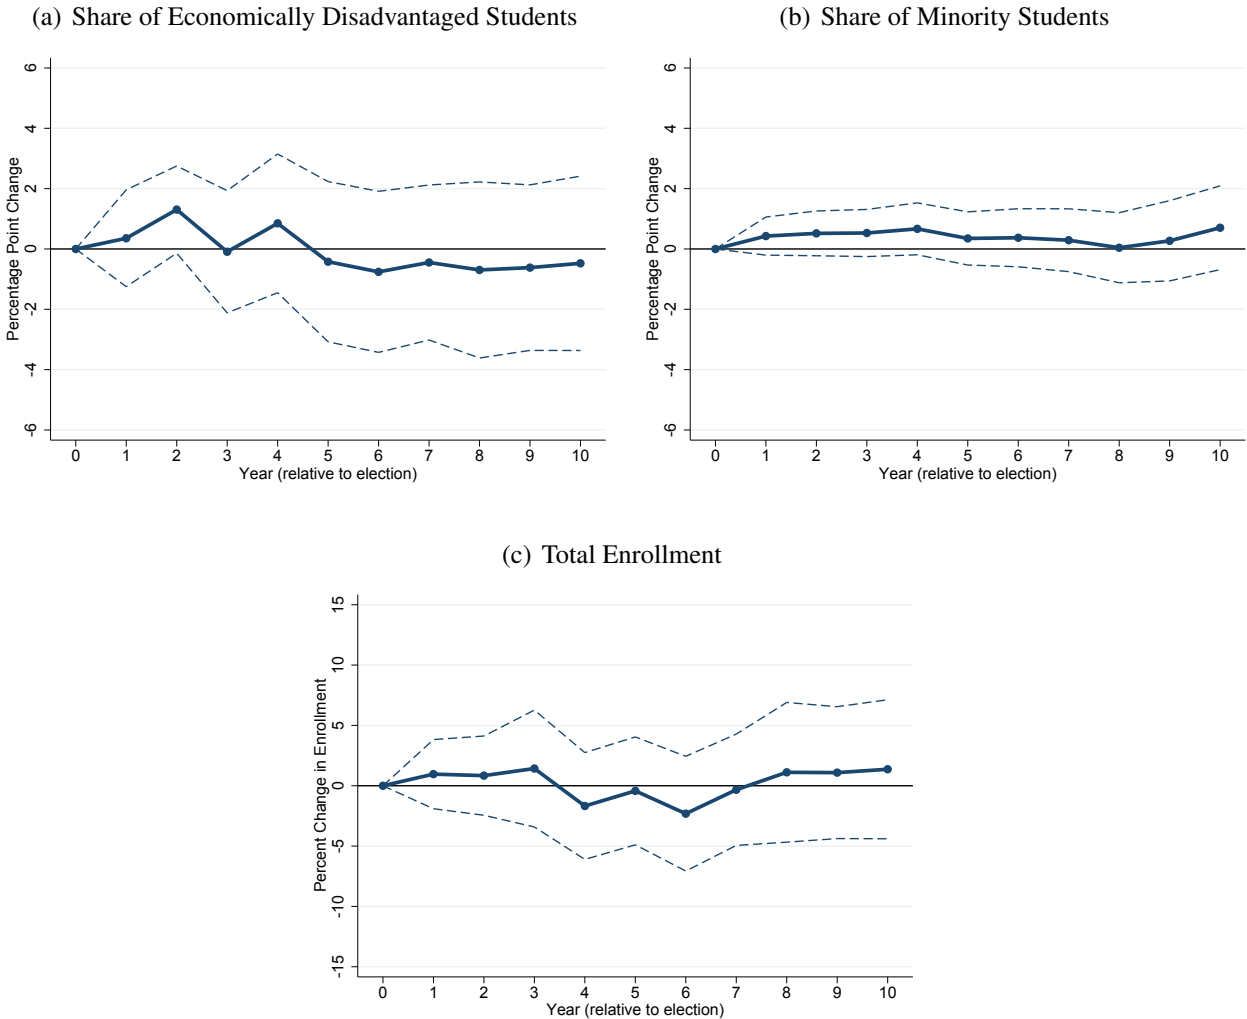 (a) Share of Economically Disadvantaged Students
6
4
2
0
-2
-4
-6
Percentage Point Change
0 1 2 3 4 5 6 7 8 9 10
Year (relative to election)
(b) Share of Minority Students
6
4
2
0
-2
-4
-6
Percentage Point Change
0 1 2 3 4 5 6 7 8 9 10
Year (relative to election)
(c) Total Enrollment
15
10
5
0
-5
-10
-15
Percent Change in Enrollment
0 1 2 3 4 5 6 7 8 9 10
Year (relative to election)